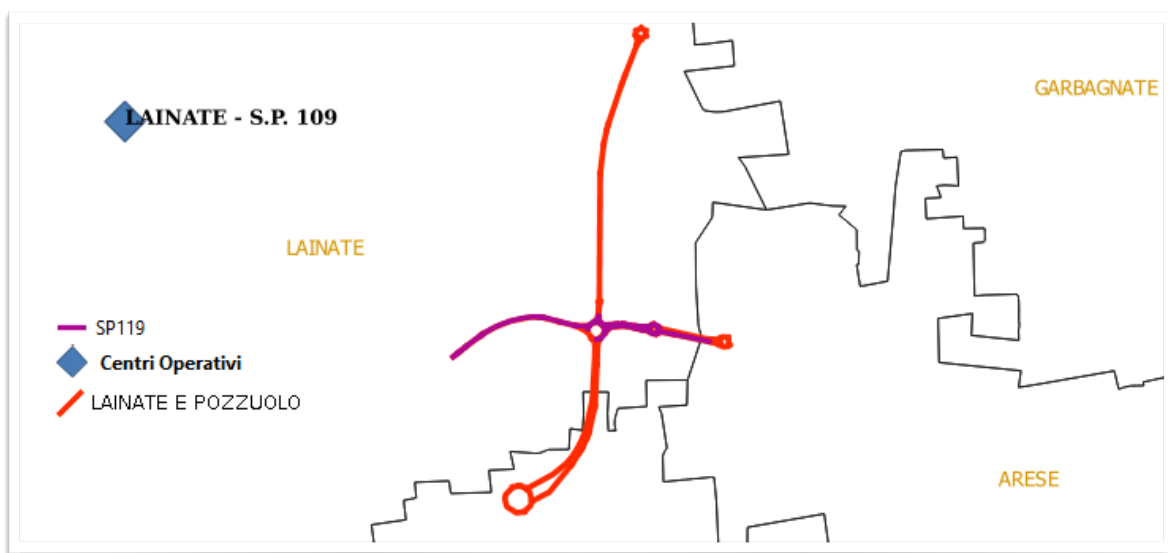 GARBAGNATE
LAINATE - S.P. 109
LAINATE
SP119
Centri Operativi
LAINATE E POZZUOLO
ARESE